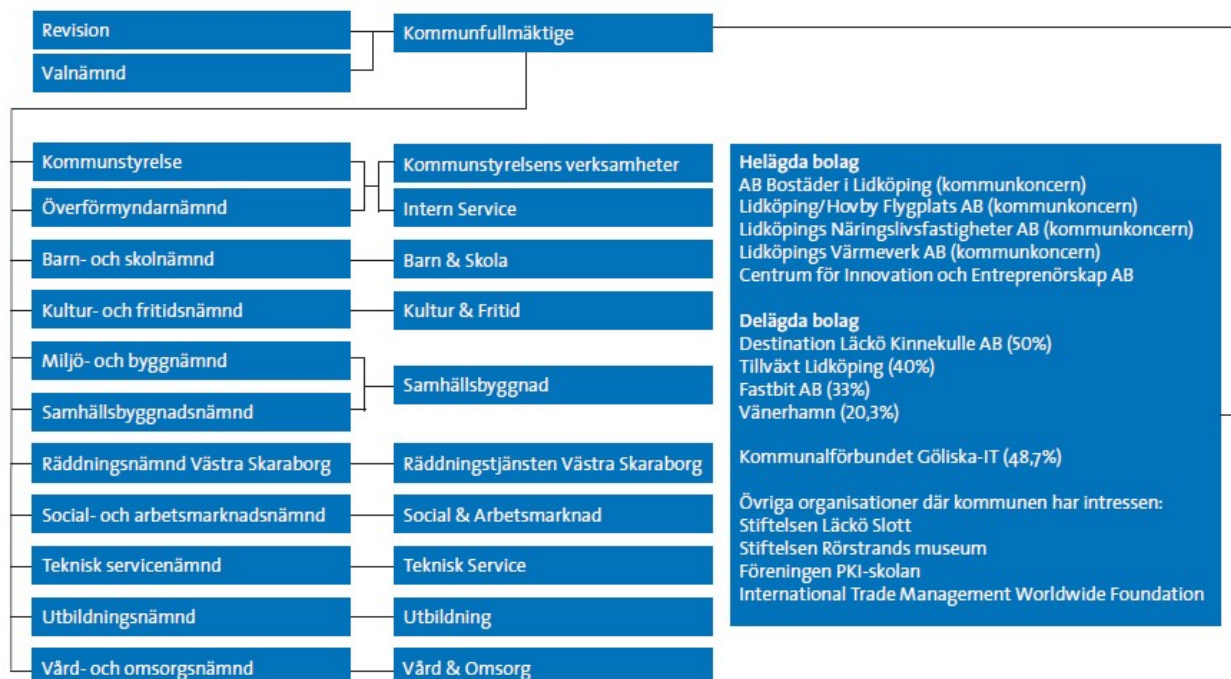 Revision
Kommunfullmäktige
Valnämnd
Kommunstyrelse
Kommunstyrelsens verksamheter
Överförmyndarnämnd
Intern Service
Barn- och skolnämnd
Barn & Skola
Kultur- och fritidsnämnd
Kultur & Fritid
Miljö- och byggnämnd
Samhällsbyggnad
Samhällsbyggnadsnämnd
Räddningsnämnd Västra Skaraborg
Räddningstjänsten Västra Skaraborg
Social- och arbetsmarknadsnämnd
Social & Arbetsmarknad
Teknisk servicenämnd
Teknisk Service
Utbildningsnämnd
Utbildning
Vård- och omsorgsnämnd
Vård & Omsorg
Helägda bolag
AB Bostäder i Lidköping (kommunkoncern)
Lidköping/Hovby Flygplats AB (kommunkoncern)
Lidköpings Näringslivsfastigheter AB (kommunkoncern)
Lidköpings Värmeverk AB (kommunkoncern)
Centrum för Innovation och Entreprenörskap AB
Delägda bolag
Destination Läckö Kinnekulle AB (50%)
Tillväxt Lidköping (40%)
Fastbit AB (33%)
Vänerhamn (20,3%)
Kommunalförbundet Göliska-IT (48,7%)
Övriga organisationer där kommunen har intressen:
Stiftelsen Läckö Slott
Stiftelsen Rörstrands museum
Föreningen PKI-skolan
International Trade Management Worldwide Foundation